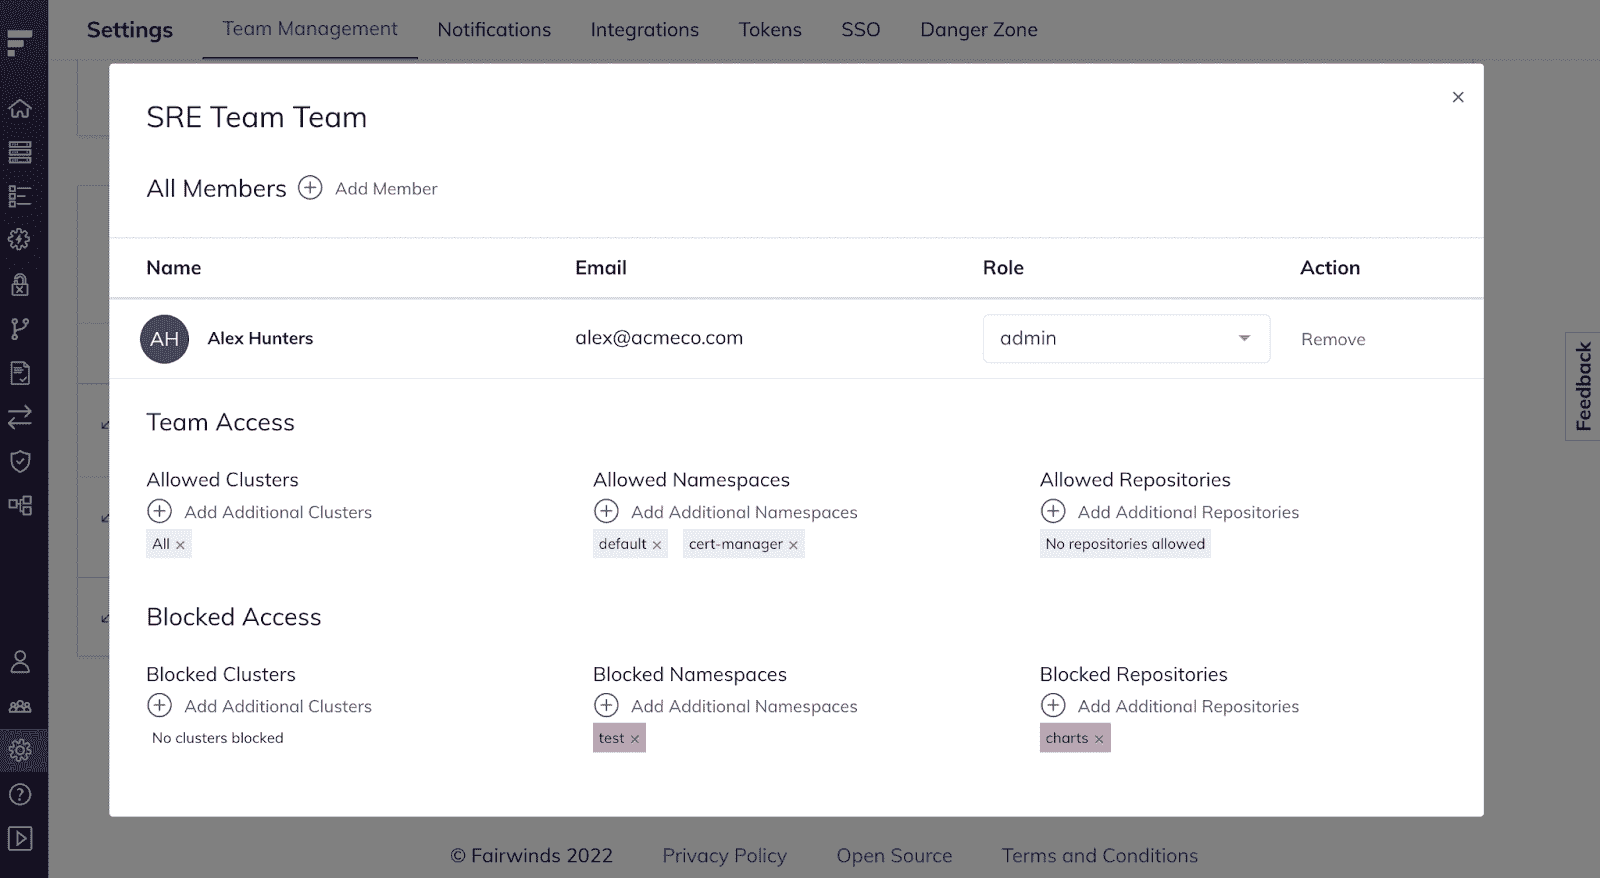 Settings Team Management Notifications Integrations Tokens SSO Danger Zone
SRE Team Team
All Members Add Member
Name Email Role Action
AH Alex Hunters alex@acmeco.com admin Remove
Team Access
Allowed Clusters Allowed Namespaces Allowed Repositories
Add Additional Clusters Add Additional Namespaces Add Additional Repositories
All × default × cert-manager × No repositories allowed
Blocked Access
Blocked Clusters Blocked Namespaces Blocked Repositories
Add Additional Clusters Add Additional Namespaces Add Additional Repositories
No clusters blocked test × charts ×
Feedback
© Fairwinds 2022 Privacy Policy Open Source Terms and Conditions